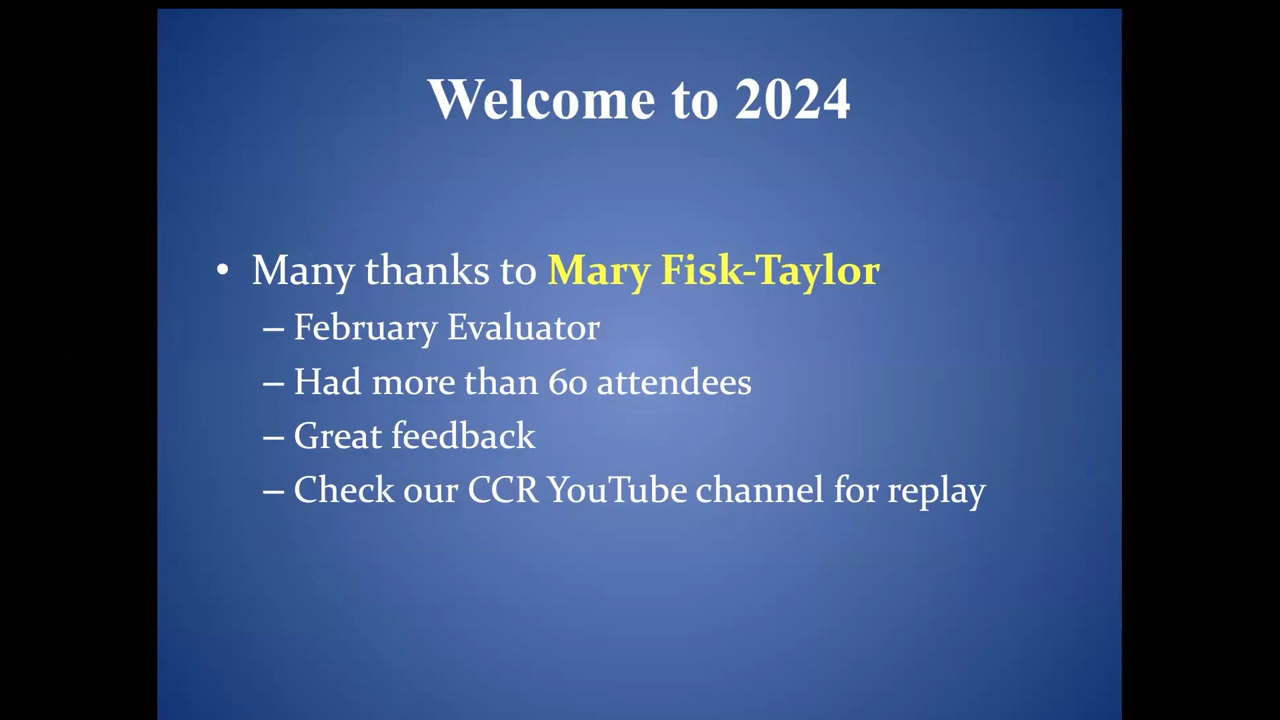 Welcome to 2024
• Many thanks to Mary Fisk-Taylor
– February Evaluator
– Had more than 60 attendees
– Great feedback
– Check our CCR YouTube channel for replay